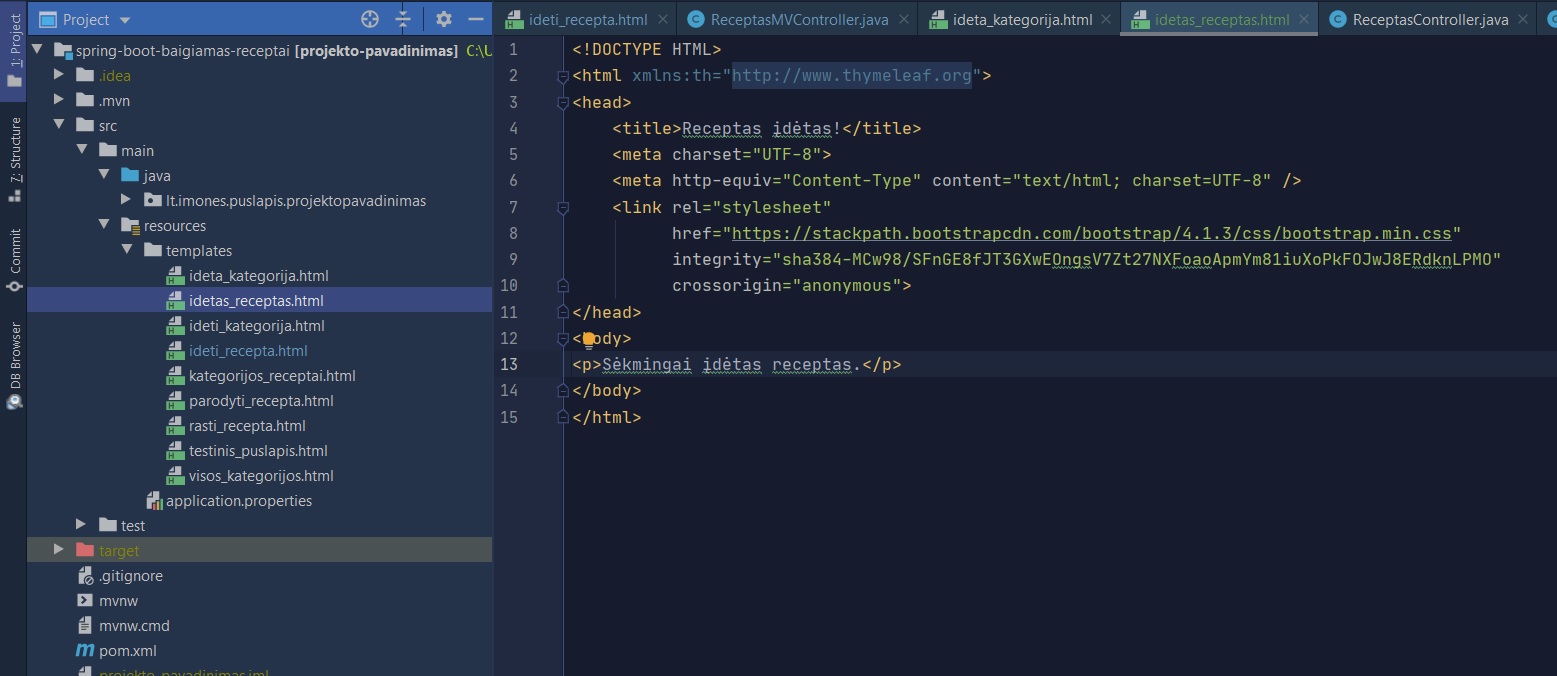 Project
ideti_recepta.html
ReceptasMVController.java
ideta_kategorija.html
idetas_receptas.html
ReceptasController.java
1: Project
7: Structure
Commit
DB Browser
spring-boot-baigiamas-receptai [projekto-pavadinimas] C:\U
.idea
.mvn
src
main
java
lt.imones.puslapis.projektopavadinimas
resources
templates
ideta_kategorija.html
idetas_receptas.html
ideti_kategorija.html
ideti_recepta.html
kategorijos_receptai.html
parodyti_recepta.html
rasti_recepta.html
testinis_puslapis.html
visos_kategorijos.html
application.properties
test
target
.gitignore
mvnw
mvnw.cmd
pom.xml
projekto-pavadinimas.iml
1 <!DOCTYPE HTML>
2 <html xmlns:th="http://www.thymeleaf.org">
3 <head>
4 <title>Receptas įdėtas!</title>
5 <meta charset="UTF-8">
6 <meta http-equiv="Content-Type" content="text/html; charset=UTF-8" />
7 <link rel="stylesheet"
8 href="https://stackpath.bootstrapcdn.com/bootstrap/4.1.3/css/bootstrap.min.css"
9 integrity="sha384-MCw98/SFnGE8fJT3GXwEOngsV7Zt27NXFoaoApmYm81iuXoPkFOJwJ8ERdknLPMO"
10 crossorigin="anonymous">
11 </head>
12 <body>
13 <p>Sėkmingai įdėtas receptas.</p>
14 </body>
15 </html>